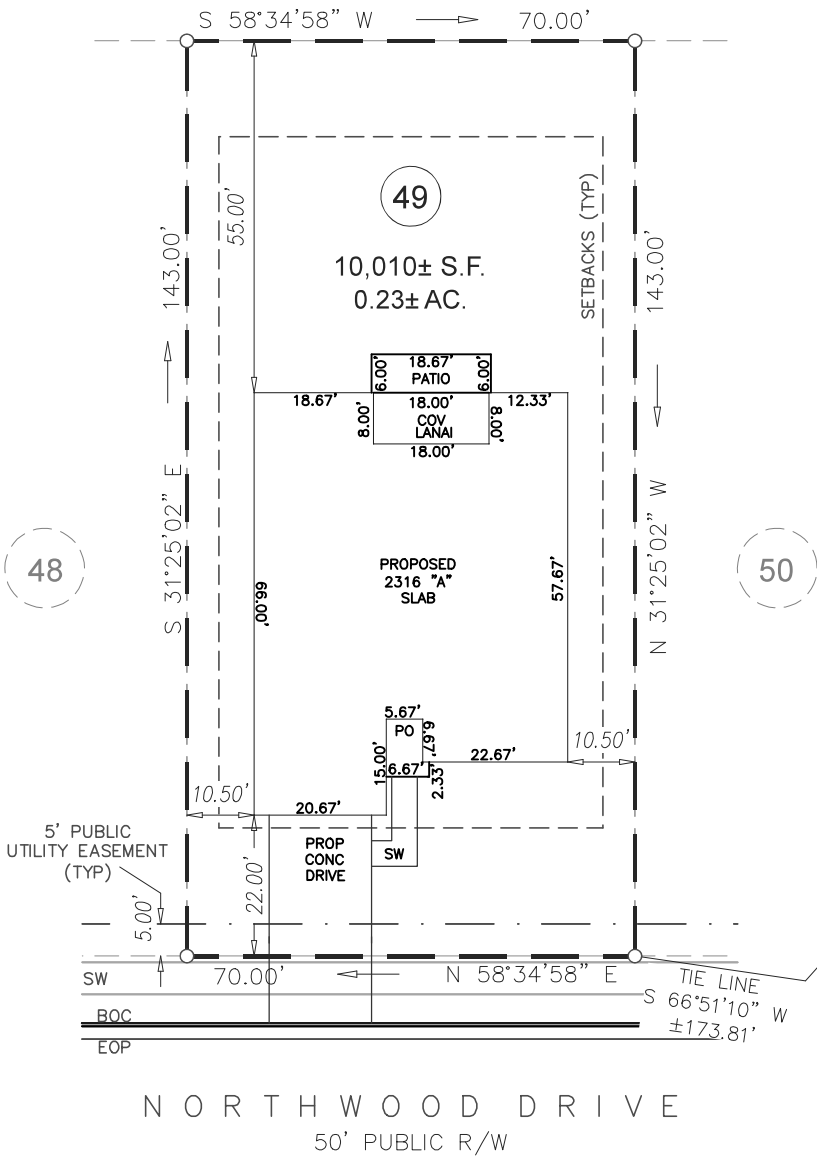 S 58°34'58" W
70.00'
55.00'
143.00'
S 31°25'02" E
49
10,010± S.F.
0.23± AC.
SETBACKS (TYP)
143.00'
N 31°25'02" W
18.67'
6.00'
PATIO
6.00'
18.67'
18.00'
12.33'
8.00'
COV
LANAI
8.00'
18.00'
48
50
PROPOSED
2316 "A"
SLAB
66.00'
57.67'
5.67'
PO
6.67'
15.00'
6.67'
2.33'
22.67'
10.50'
10.50'
20.67'
5' PUBLIC
UTILITY EASEMENT
(TYP)
PROP
CONC
DRIVE
SW
22.00'
5.00'
SW
70.00'
N 58°34'58" E
TIE LINE
S 66°51'10" W
±173.81'
BOC
EOP
NORTHWOOD DRIVE
50' PUBLIC R/W